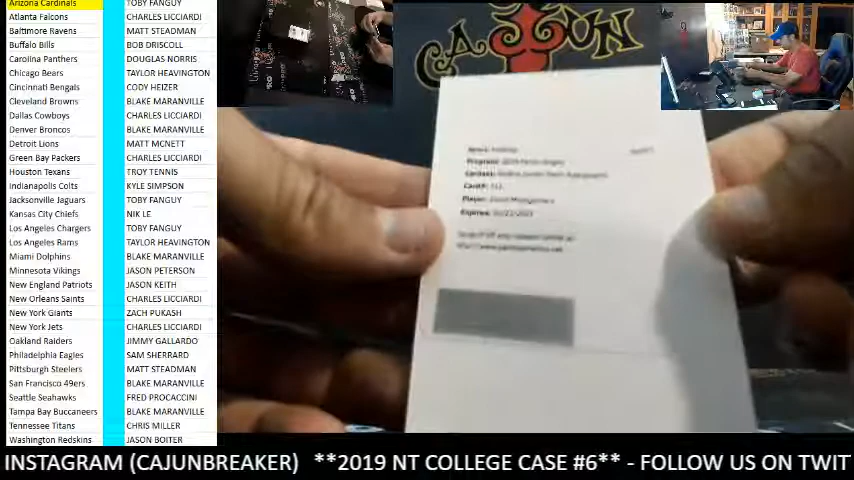 Arizona Cardinals TOBY FANGUY
Atlanta Falcons CHARLES LICCIARDI
Baltimore Ravens MATT STEADMAN
Buffalo Bills BOB DRISCOLL
Carolina Panthers DOUGLAS NORRIS
Chicago Bears TAYLOR HEAVINGTON
Cincinnati Bengals CODY HEIZER
Cleveland Browns BLAKE MARANVILLE
Dallas Cowboys CHARLES LICCIARDI
Denver Broncos BLAKE MARANVILLE
Detroit Lions MATT MCNETT
Green Bay Packers CHARLES LICCIARDI
Houston Texans TROY TENNIS
Indianapolis Colts KYLE SIMPSON
Jacksonville Jaguars TOBY FANGUY
Kansas City Chiefs NIK LE
Los Angeles Chargers TOBY FANGUY
Los Angeles Rams TAYLOR HEAVINGTON
Miami Dolphins BLAKE MARANVILLE
Minnesota Vikings JASON PETERSON
New England Patriots JASON KEITH
New Orleans Saints CHARLES LICCIARDI
New York Giants ZACH PUKASH
New York Jets CHARLES LICCIARDI
Oakland Raiders JIMMY GALLARDO
Philadelphia Eagles SAM SHERRARD
Pittsburgh Steelers MATT STEADMAN
San Francisco 49ers BLAKE MARANVILLE
Seattle Seahawks FRED PROCACCINI
Tampa Bay Buccaneers BLAKE MARANVILLE
Tennessee Titans CHRIS MILLER
Washington Redskins JASON BOITER
CAJUN
Program:
Card#:
Player: David Montgomery
Expires:
INSTAGRAM (CAJUNBREAKER) **2019 NT COLLEGE CASE #6** - FOLLOW US ON TWIT